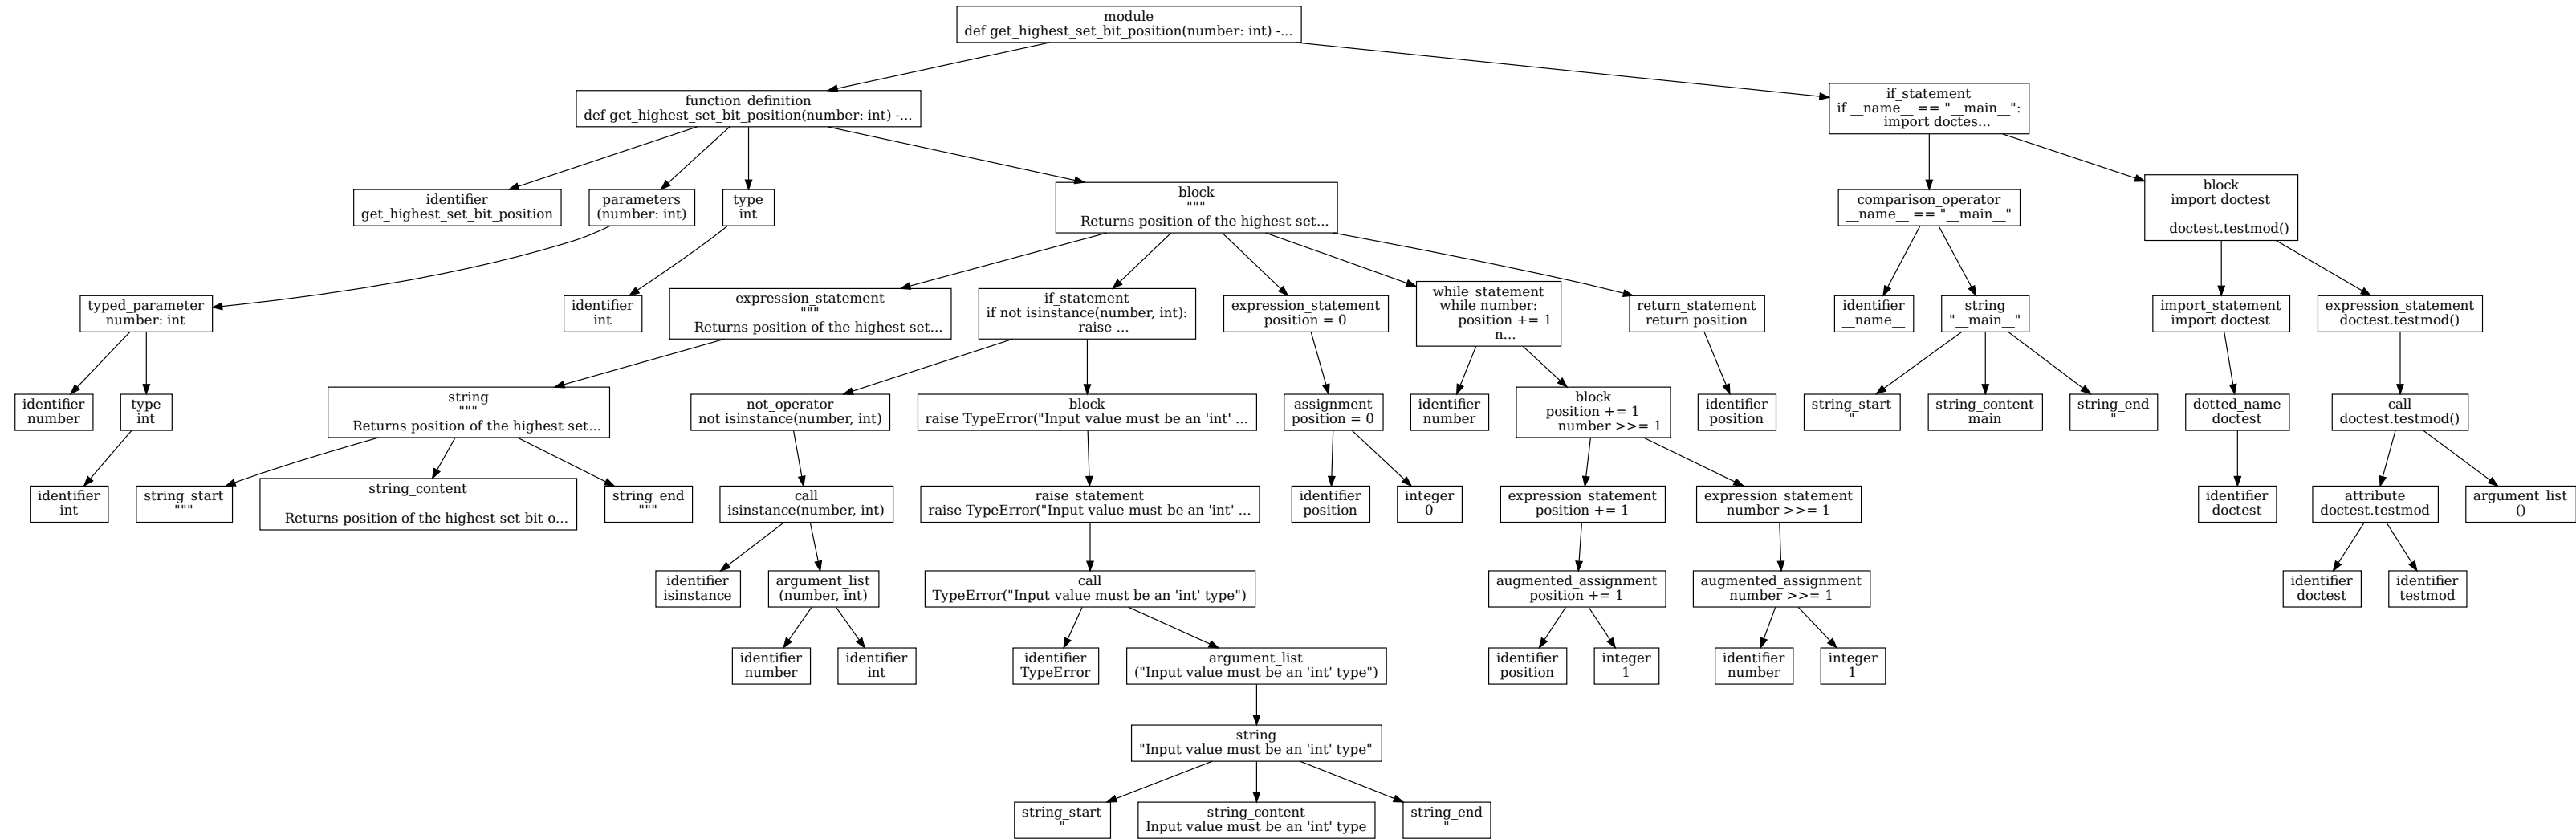 module
def get_highest_set_bit_position(number: int) -...
function_definition
def get_highest_set_bit_position(number: int) -...
if_statement
if __name__ == "__main__":
import doctes...
identifier
get_highest_set_bit_position
parameters
(number: int)
type
int
block
"""
Returns position of the highest set...
comparison_operator
__name__ == "__main__"
block
import doctest
doctest.testmod()
typed_parameter
number: int
identifier
int
expression_statement
"""
Returns position of the highest set...
if_statement
if not isinstance(number, int):
raise ...
expression_statement
position = 0
while_statement
while number:
position += 1
n...
return_statement
return position
identifier
__name__
string
"__main__"
import_statement
import doctest
expression_statement
doctest.testmod()
identifier
number
type
int
string
"""
Returns position of the highest set...
not_operator
not isinstance(number, int)
block
raise TypeError("Input value must be an 'int' ...
assignment
position = 0
identifier
number
block
position += 1
number >>= 1
identifier
position
string_start
"
string_content
__main__
string_end
"
dotted_name
doctest
call
doctest.testmod()
identifier
int
string_start
"""
string_content
Returns position of the highest set bit o...
string_end
"""
call
isinstance(number, int)
raise_statement
raise TypeError("Input value must be an 'int' ...
identifier
position
integer
0
expression_statement
position += 1
expression_statement
number >>= 1
identifier
doctest
attribute
doctest.testmod
argument_list
()
identifier
isinstance
argument_list
(number, int)
call
TypeError("Input value must be an 'int' type")
augmented_assignment
position += 1
augmented_assignment
number >>= 1
identifier
doctest
identifier
testmod
identifier
number
identifier
int
identifier
TypeError
argument_list
("Input value must be an 'int' type")
identifier
position
integer
1
identifier
number
integer
1
string
"Input value must be an 'int' type"
string_start
"
string_content
Input value must be an 'int' type
string_end
"